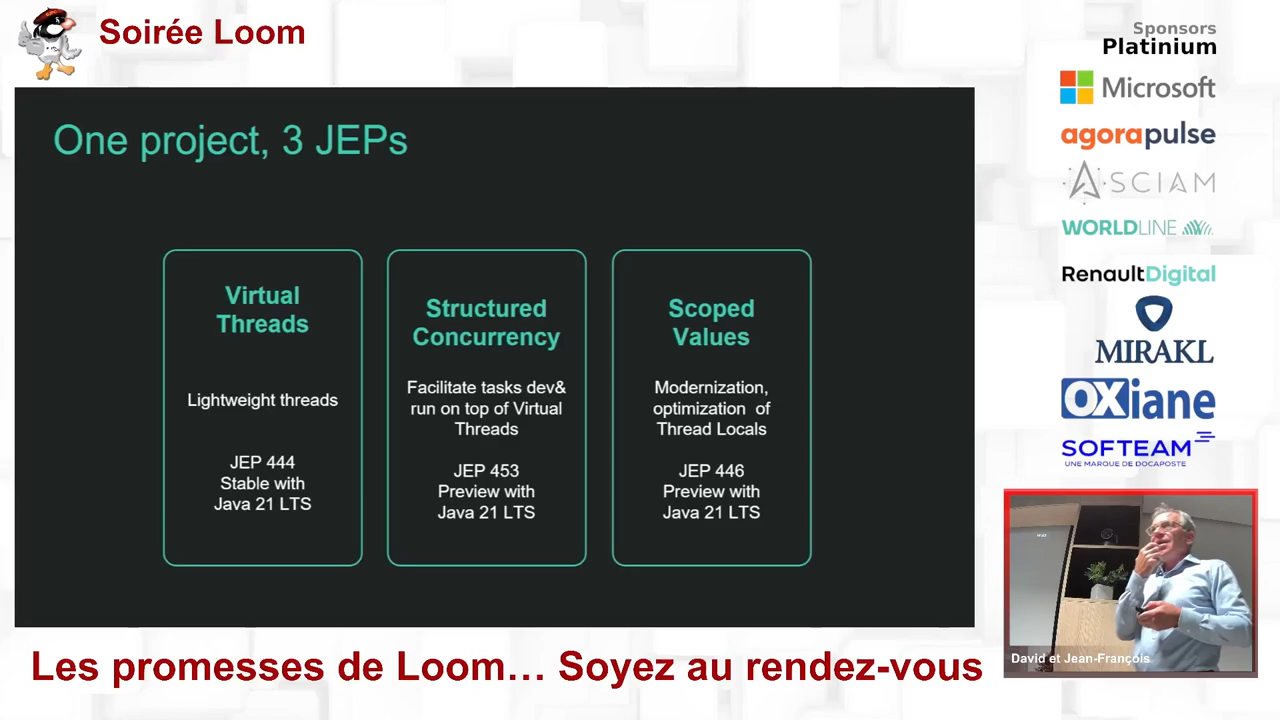 Soirée Loom
Sponsors
Platinium
Microsoft
agorapulse
ASCIAM
WORLDLINE
RenaultDigital
MIRAKL
OXiane
SOFTEAM
UNE MARQUE DE DOCAPOSTE
One project, 3 JEPs
Virtual
Threads
Lightweight threads
JEP 444
Stable with
Java 21 LTS
Structured
Concurrency
Facilitate tasks dev&
run on top of Virtual
Threads
JEP 453
Preview with
Java 21 LTS
Scoped
Values
Modernization,
optimization of
Thread Locals
JEP 446
Preview with
Java 21 LTS
David et Jean-François
Les promesses de Loom… Soyez au rendez-vous